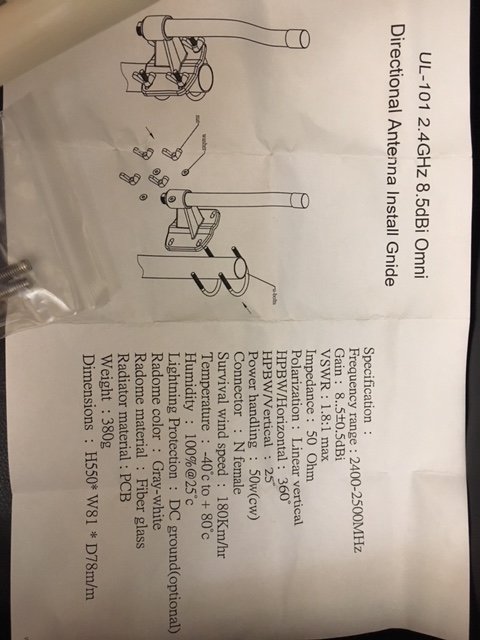 UL-101 2.4GHz 8.5dBi Omni
Directional Antenna Install Gnide
nut
washer
u-bolts
Specification :
Frequency range : 2400-2500MHz
Gain : 8..5±0.5dBi
VSWR : 1.8:1 max
Impedance : 50 Ohm
Polarization : Linear vertical
HPBW/Horizontal : 360°
HPBW/Vertical : 25°
Power handling : 50w(cw)
Connector : N female
Survival wind speed : 180Km/hr
Temperature : -40°c to + 80°c
Humidity : 100%@25°c
Lightning Protection : DC ground(optional)
Radome color : Gray-white
Radome material : Fiber glass
Radiator material : PCB
Weight : 380g
Dimensions : H550* W81 * D78m/m